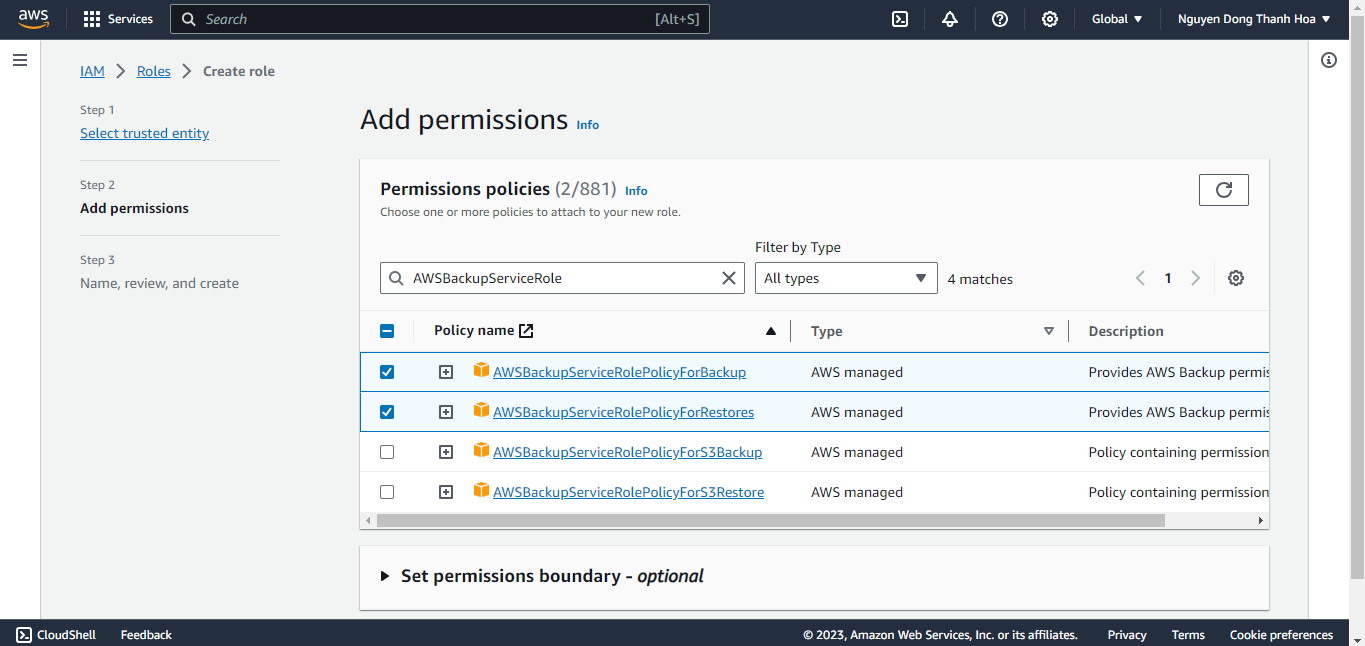 aws Services Search [Alt+S] Global Nguyen Dong Thanh Hoa
IAM Roles Create role
Step 1
Select trusted entity
Step 2
Add permissions
Step 3
Name, review, and create
Add permissions Info
Permissions policies (2/881) Info
Choose one or more policies to attach to your new role.
Filter by Type
AWSBackupServiceRole All types 4 matches 1
Policy name Type Description
AWSBackupServiceRolePolicyForBackup AWS managed Provides AWS Backup permis
AWSBackupServiceRolePolicyForRestores AWS managed Provides AWS Backup permis
AWSBackupServiceRolePolicyForS3Backup AWS managed Policy containing permission
AWSBackupServiceRolePolicyForS3Restore AWS managed Policy containing permission
Set permissions boundary - optional
CloudShell Feedback © 2023, Amazon Web Services, Inc. or its affiliates. Privacy Terms Cookie preferences